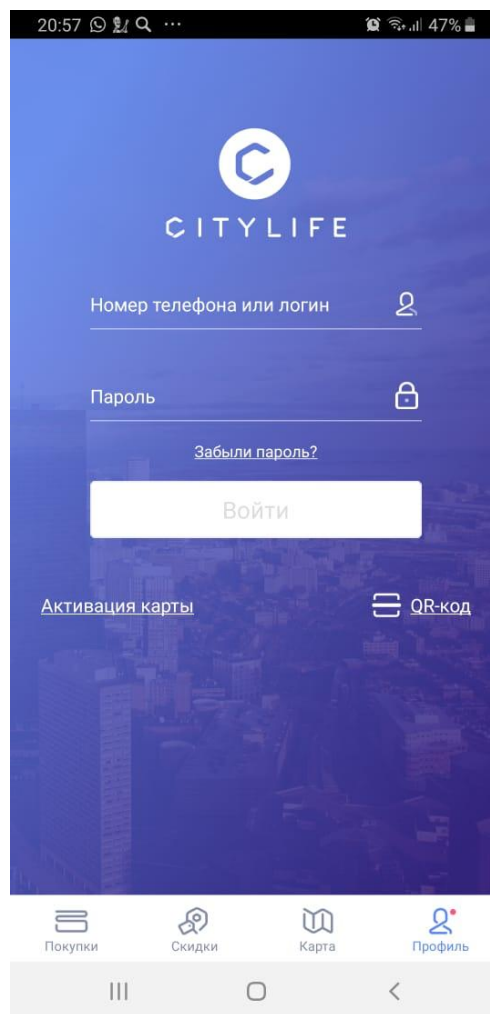 20:57
47%
CITYLIFE
Номер телефона или логин
Пароль
Забыли пароль?
Войти
Активация карты
QR-код
Покупки
Скидки
Карта
Профиль